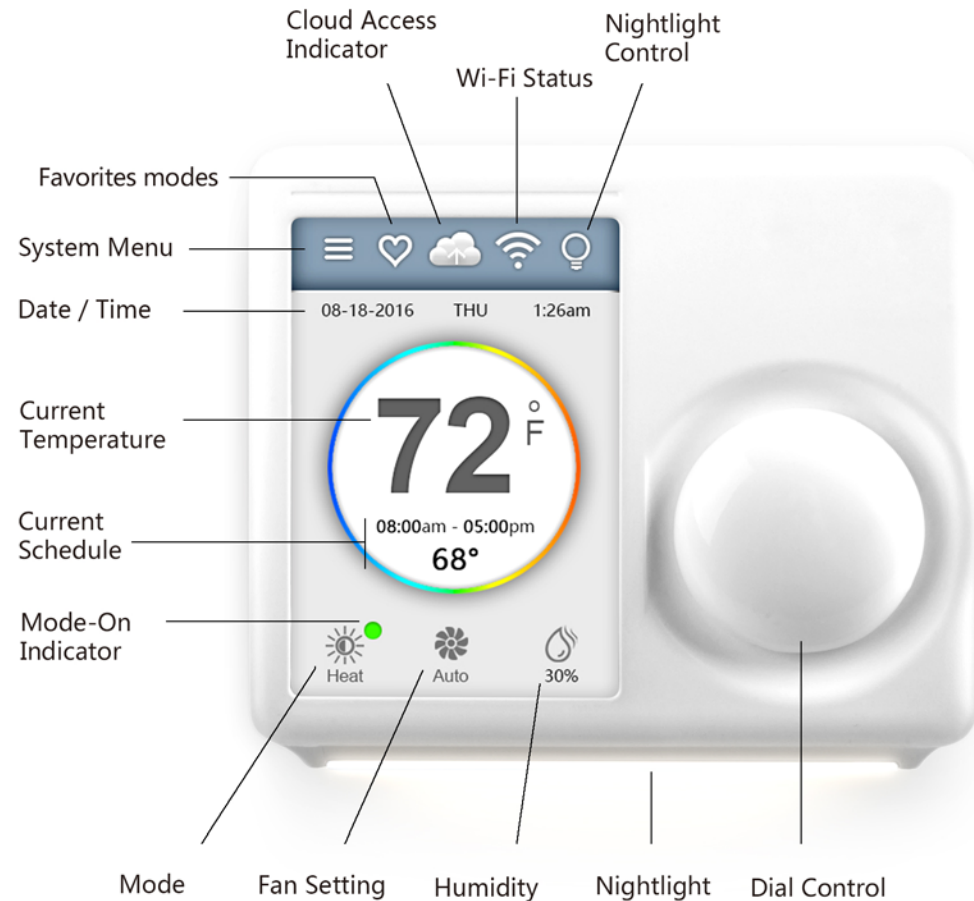 Cloud Access
Indicator
Nightlight
Control
Wi-Fi Status
Favorites modes
System Menu
Date / Time
08-18-2016 THU 1:26am
Current
Temperature
72 °F
Current
Schedule
08:00am - 05:00pm
68°
Mode-On
Indicator
Heat
Auto
30%
Mode
Fan Setting
Humidity
Nightlight
Dial Control